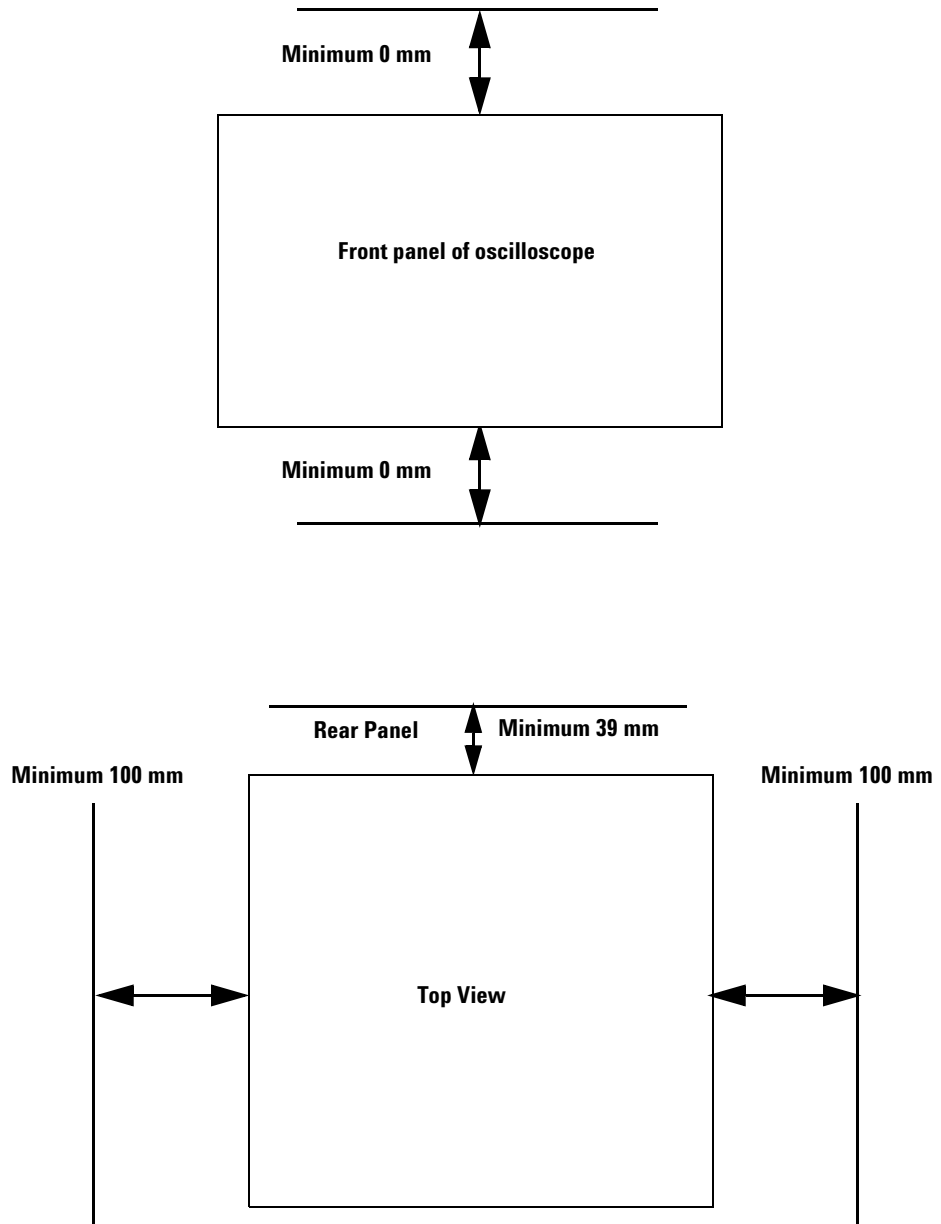 Minimum 0 mm
Front panel of oscilloscope
Minimum 0 mm
Rear Panel
Minimum 39 mm
Minimum 100 mm
Minimum 100 mm
Top View